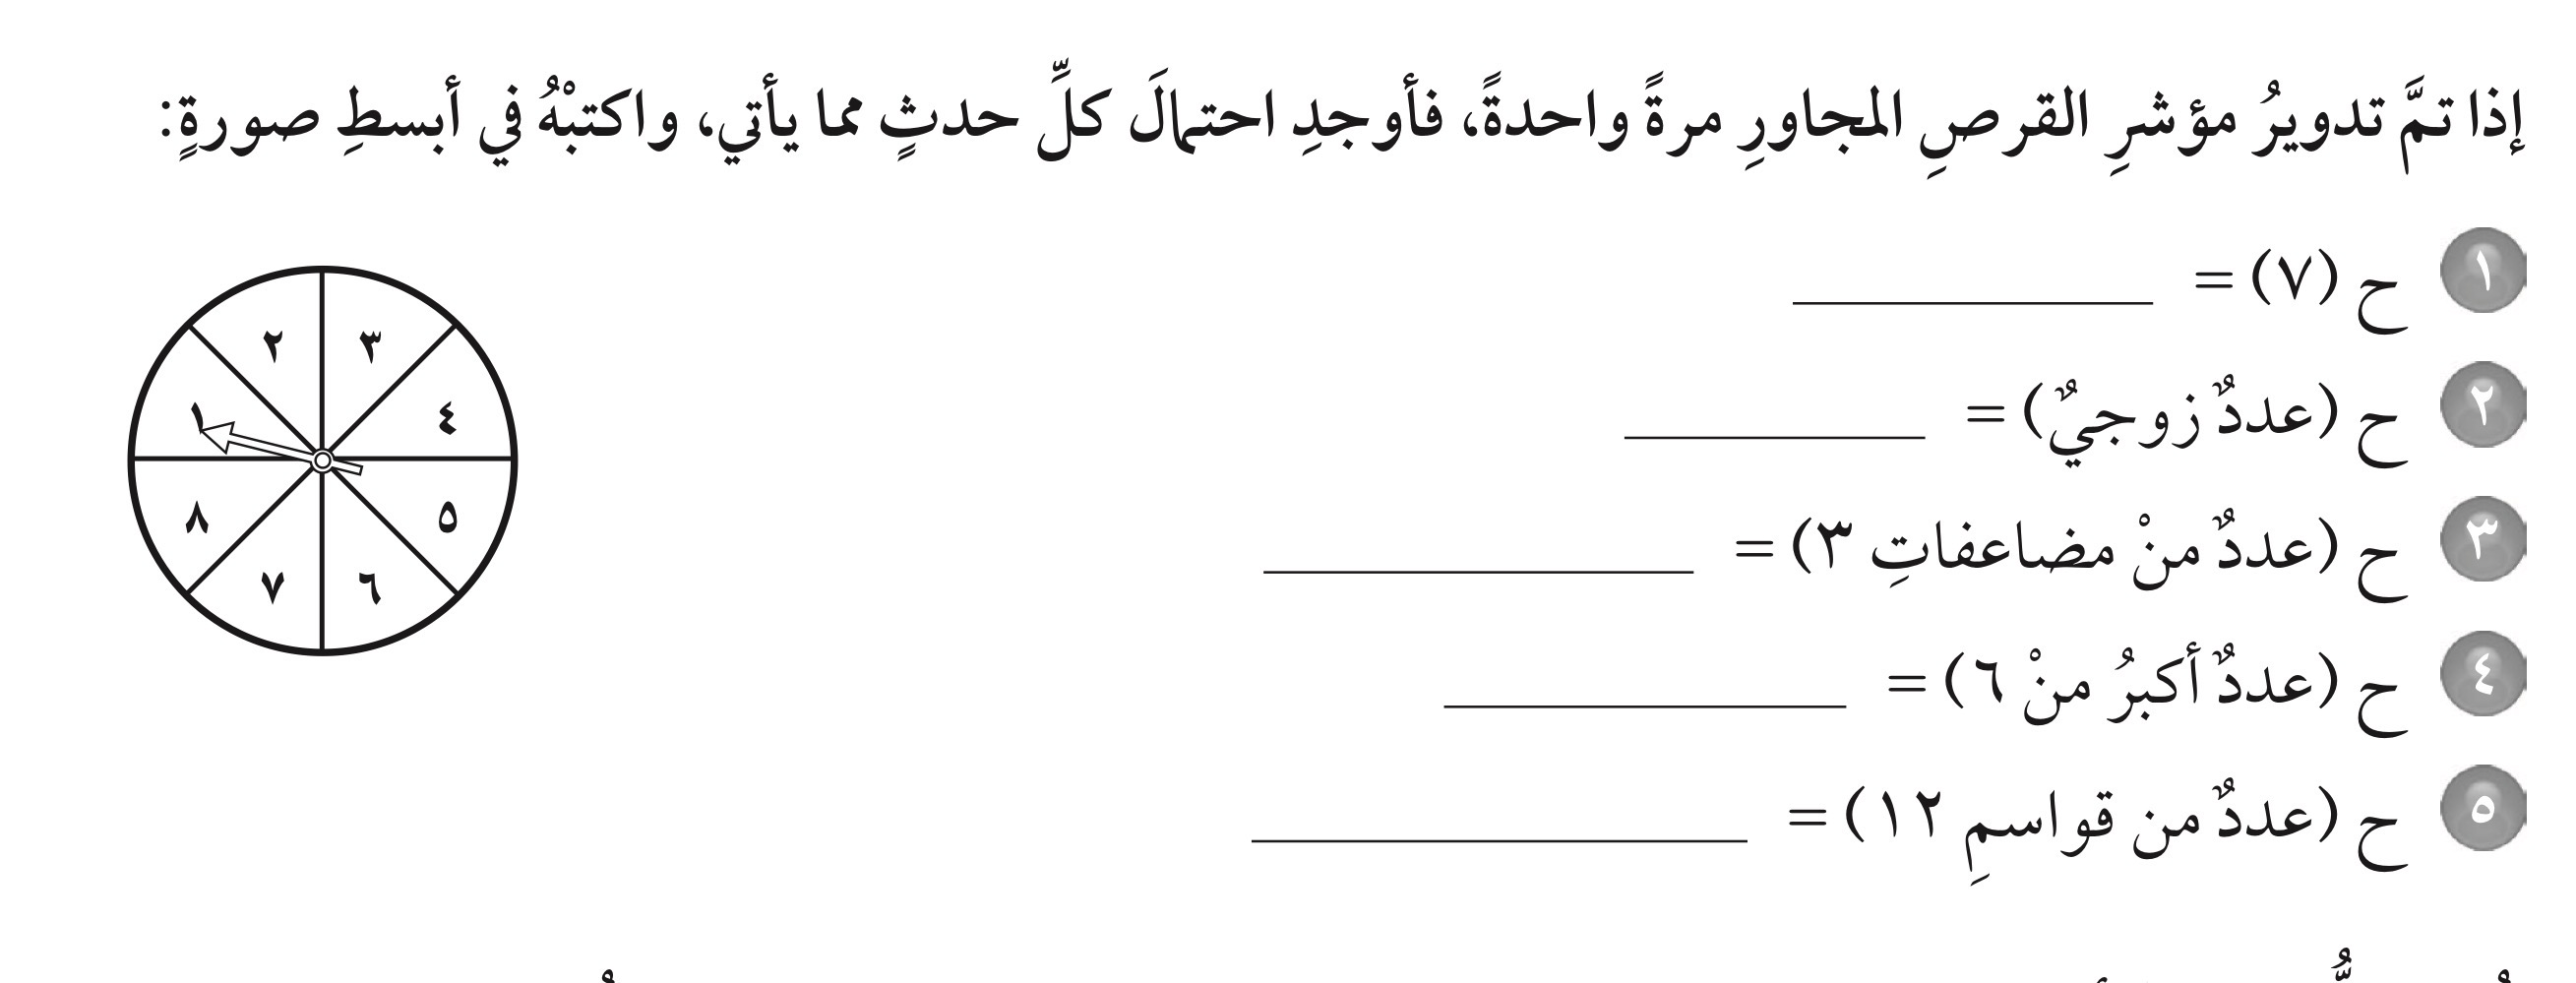 إذا تمَّ تدويرُ مؤشرِ القرصِ المجاورِ مرةً واحدةً، فأوجدِ احتمالَ كلِّ حدثٍ مما يأتي، واكتبْهُ في أبسطِ صورةٍ:
١ ح (٧) =
٢ ح (عددٌ زوجيٌّ) =
٣ ح (عددٌ منْ مضاعفاتِ ٣) =
٤ ح (عددٌ أكبرُ منْ ٦) =
٥ ح (عددٌ من قواسمِ ١٢) =
٢ ٣
١ ٤
٨ ٥
٧ ٦